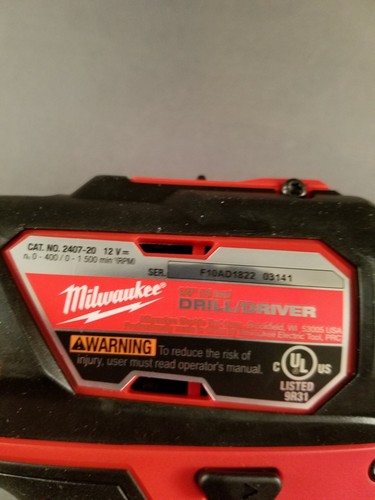 CAT. NO. 2407-20 12 V⎓
n₀ 0 - 400 / 0 - 1 500 min⁻¹(RPM)
SER. F10AD1822 03141
Milwaukee®
DRILL/DRIVER
Brookfield, WI, 53005 USA
Electric Tool, PRC
WARNING To reduce the risk of
injury, user must read operator's manual.
C UL US
LISTED
9R31